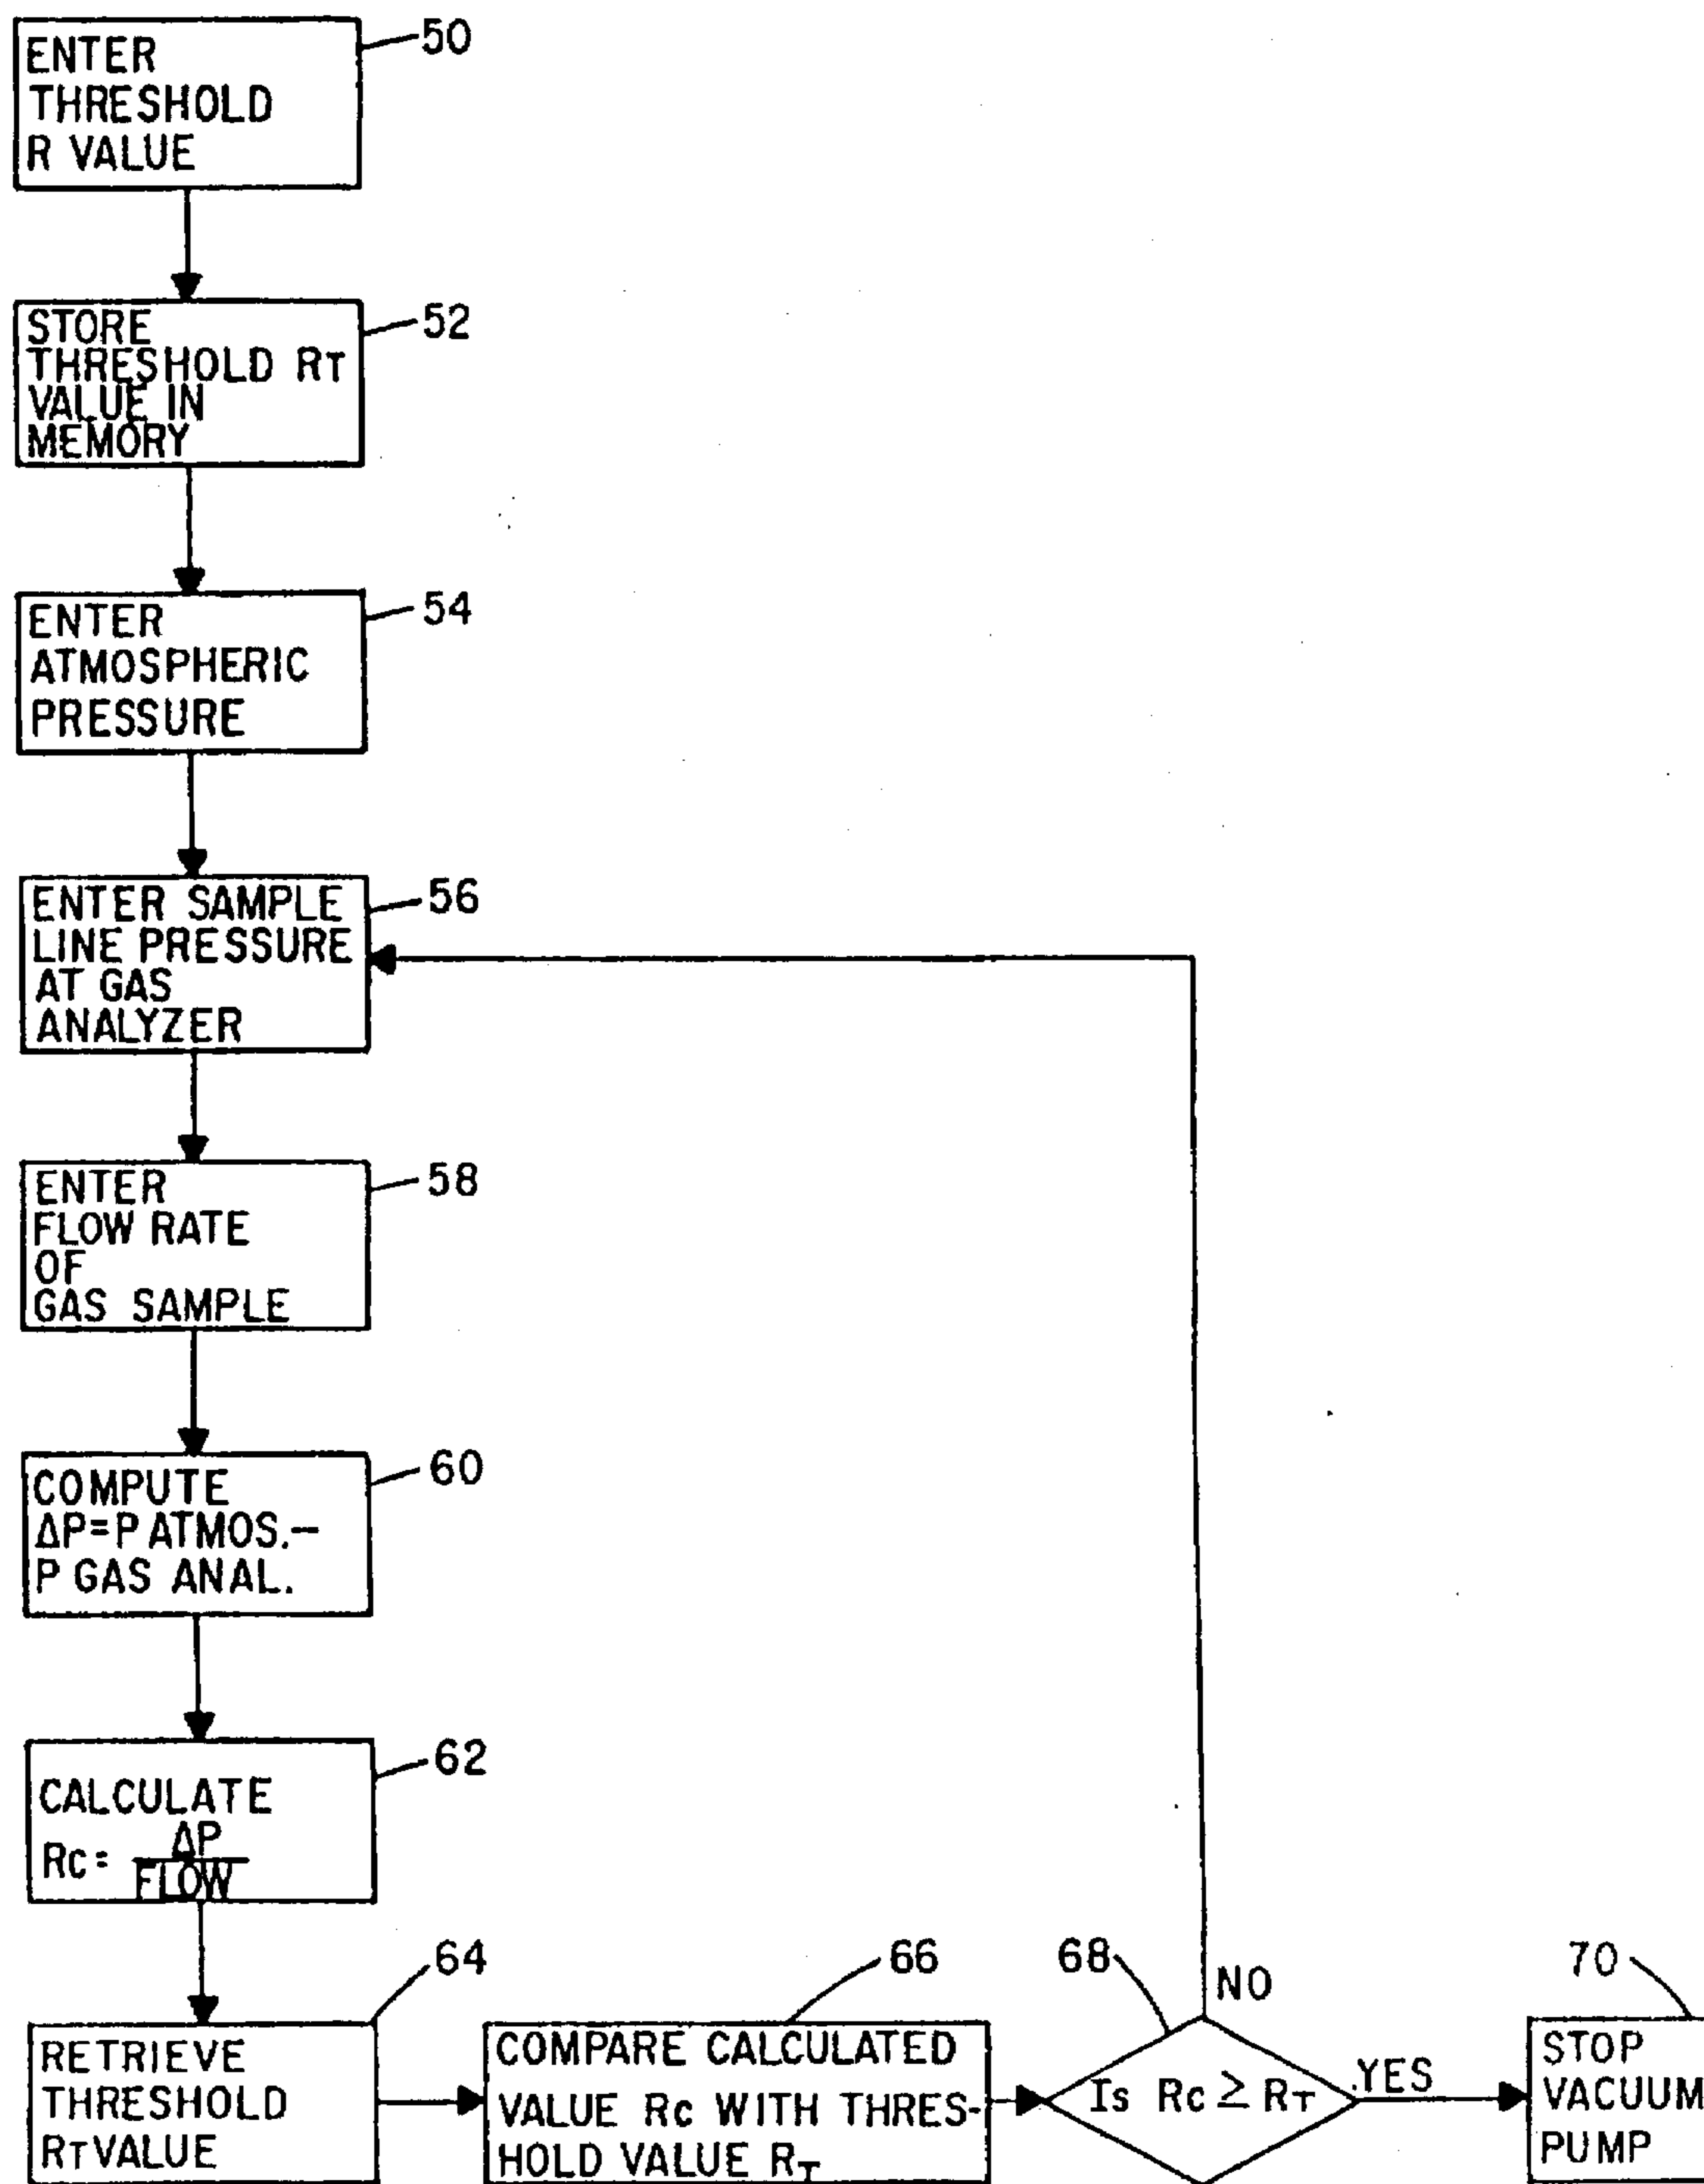 50
ENTER
THRESHOLD
R VALUE
52
STORE
THRESHOLD RT
VALUE IN
MEMORY
54
ENTER
ATMOSPHERIC
PRESSURE
56
ENTER SAMPLE
LINE PRESSURE
AT GAS
ANALYZER
58
ENTER
FLOW RATE
OF
GAS SAMPLE
60
COMPUTE
ΔP=P ATMOS.–
P GAS ANAL.
62
CALCULATE
Rc= ΔP
FLOW
64
RETRIEVE
THRESHOLD
RT VALUE
66
COMPARE CALCULATED
VALUE Rc WITH THRES-
HOLD VALUE RT
68
NO
Is Rc ≥ RT
YES
70
STOP
VACUUM
PUMP